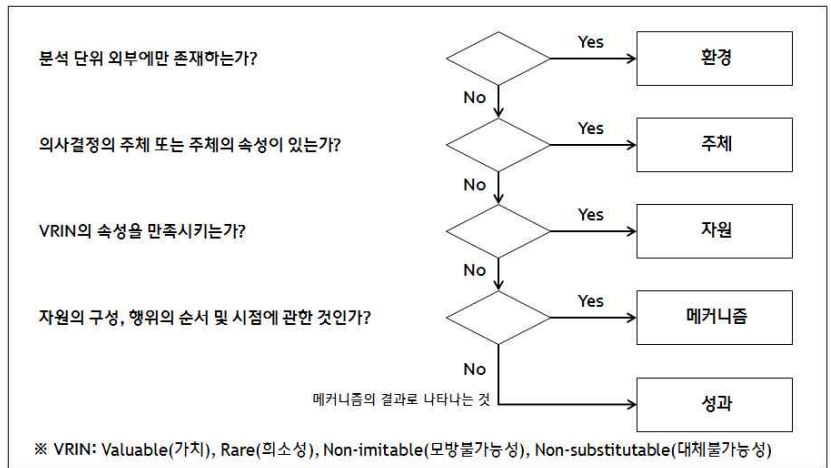 분석 단위 외부에만 존재하는가?
Yes
환경
No
의사결정의 주체 또는 주체의 속성이 있는가?
Yes
주체
No
VRIN의 속성을 만족시키는가?
Yes
자원
No
자원의 구성, 행위의 순서 및 시점에 관한 것인가?
Yes
메커니즘
No
메커니즘의 결과로 나타나는 것
성과
※ VRIN: Valuable(가치), Rare(희소성), Non-imitable(모방불가능성), Non-substitutable(대체불가능성)